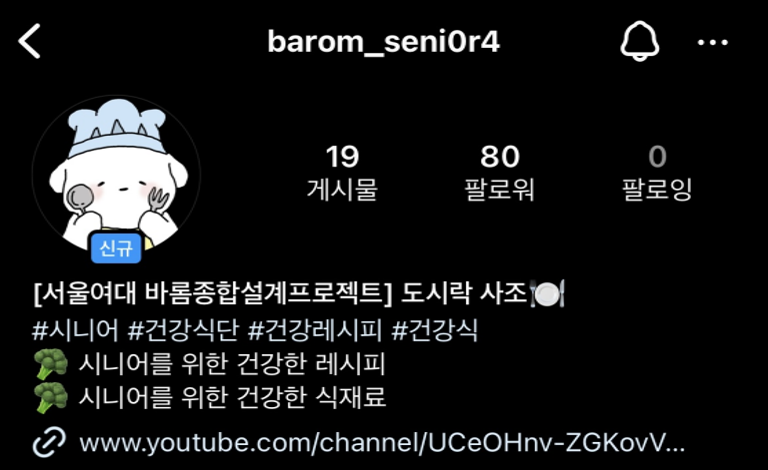 barom_seni0r4
19 80 0
게시물 팔로워 팔로잉
신규
[서울여대 바롬종합설계프로젝트] 도시락 사조🍽️
#시니어 #건강식단 #건강레시피 #건강식
🥦 시니어를 위한 건강한 레시피
🥦 시니어를 위한 건강한 식재료
www.youtube.com/channel/UCeOHnv-ZGKovV...